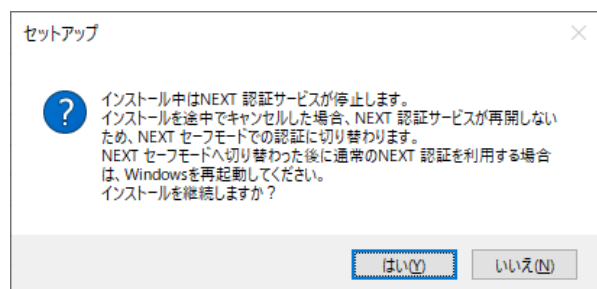 セットアップ
インストール中はNEXT 認証サービスが停止します。
インストールを途中でキャンセルした場合、NEXT 認証サービスが再開しない
ため、NEXT セーフモードでの認証に切り替わります。
NEXT セーフモードへ切り替わった後に通常のNEXT 認証を利用する場合
は、Windowsを再起動してください。
インストールを継続しますか？
はい(Y) いいえ(N)